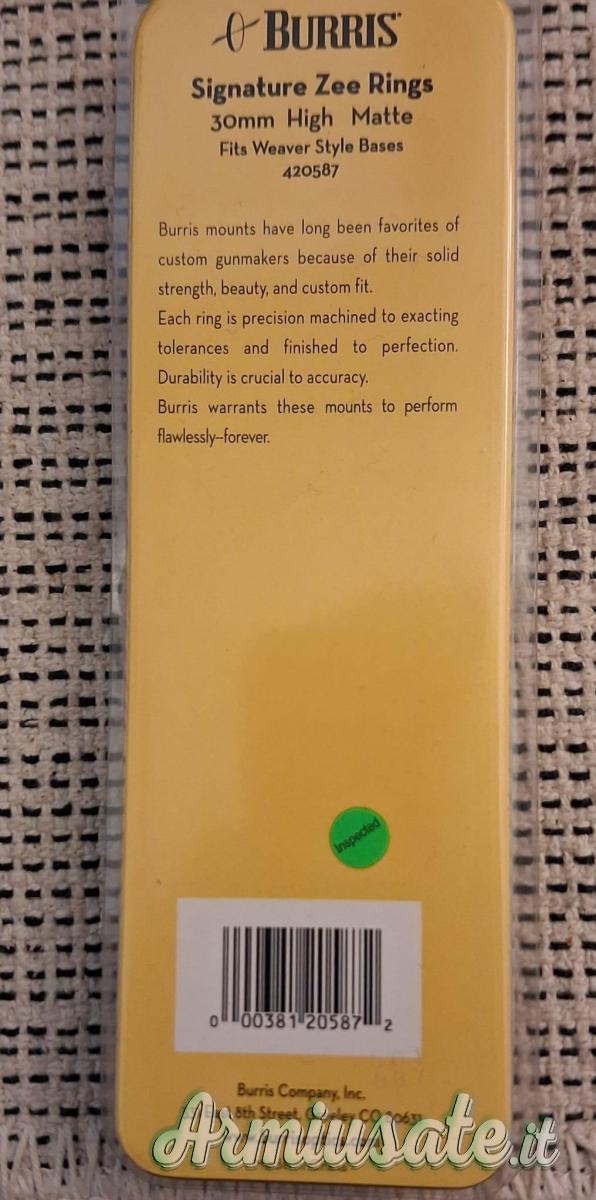 BURRIS
Signature Zee Rings
30mm High Matte
Fits Weaver Style Bases
420587
Burris mounts have long been favorites of
custom gunmakers because of their solid
strength, beauty, and custom fit.
Each ring is precision machined to exacting
tolerances and finished to perfection.
Durability is crucial to accuracy.
Burris warrants these mounts to perform
flawlessly–forever.
Inspected
0 00381 20587 2
Burris Company, Inc.
8th Street, CO
Armiusate.it